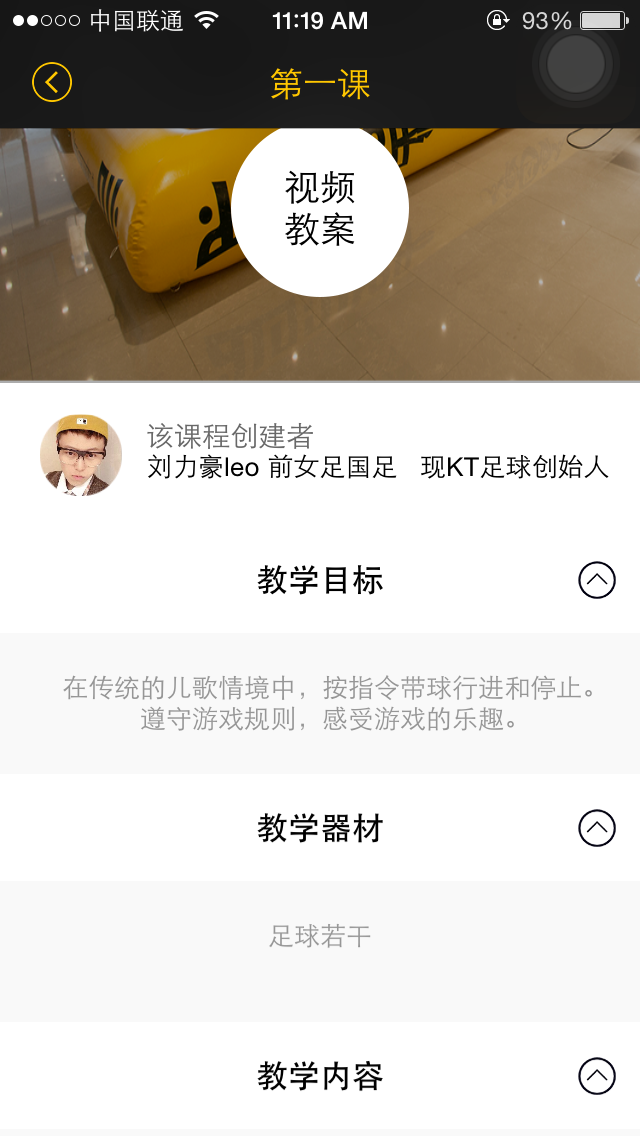 中国联通 11:19 AM 93%
第一课
视频
教案
该课程创建者
刘力豪leo 前女足国足 现KT足球创始人
教学目标
在传统的儿歌情境中，按指令带球行进和停止。
遵守游戏规则，感受游戏的乐趣。
教学器材
足球若干
教学内容